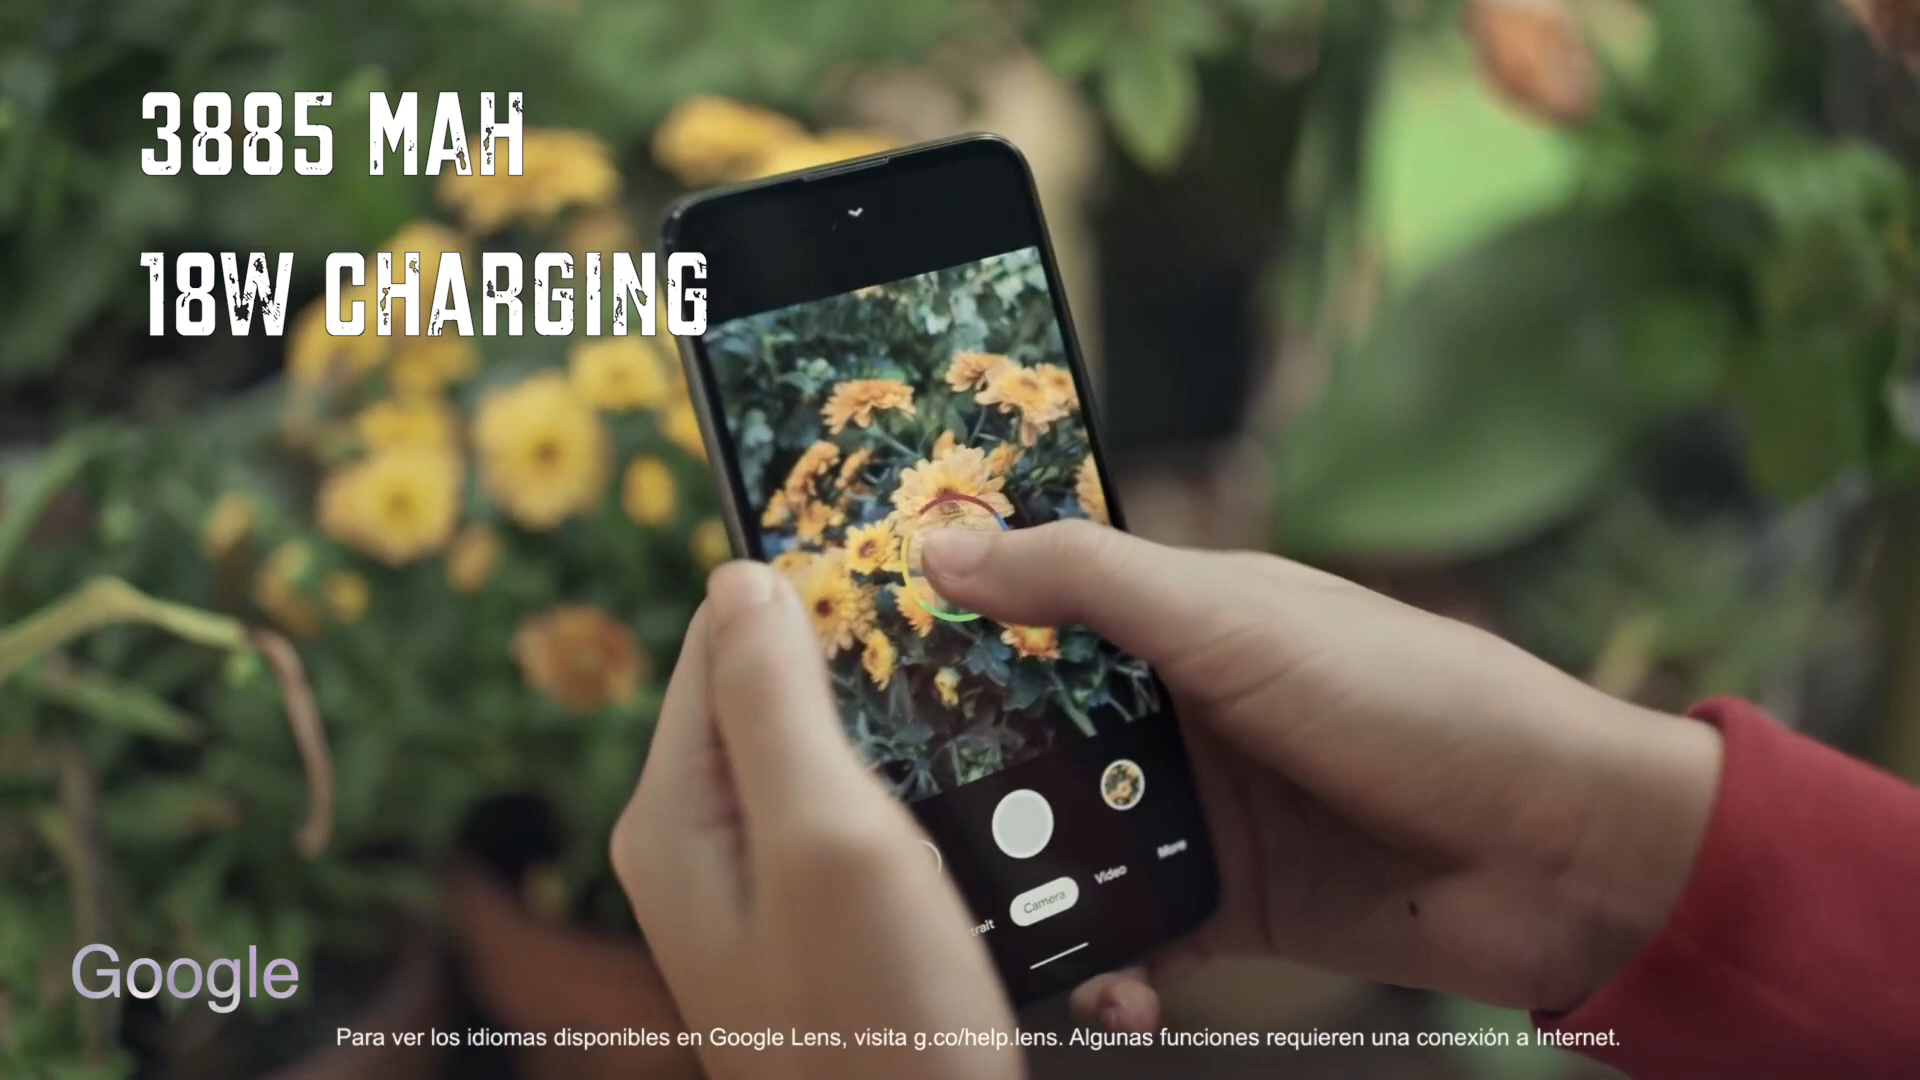 3885 MAH
18W CHARGING
trait
Camera
Video
More
Google
Para ver los idiomas disponibles en Google Lens, visita g.co/help.lens. Algunas funciones requieren una conexión a Internet.